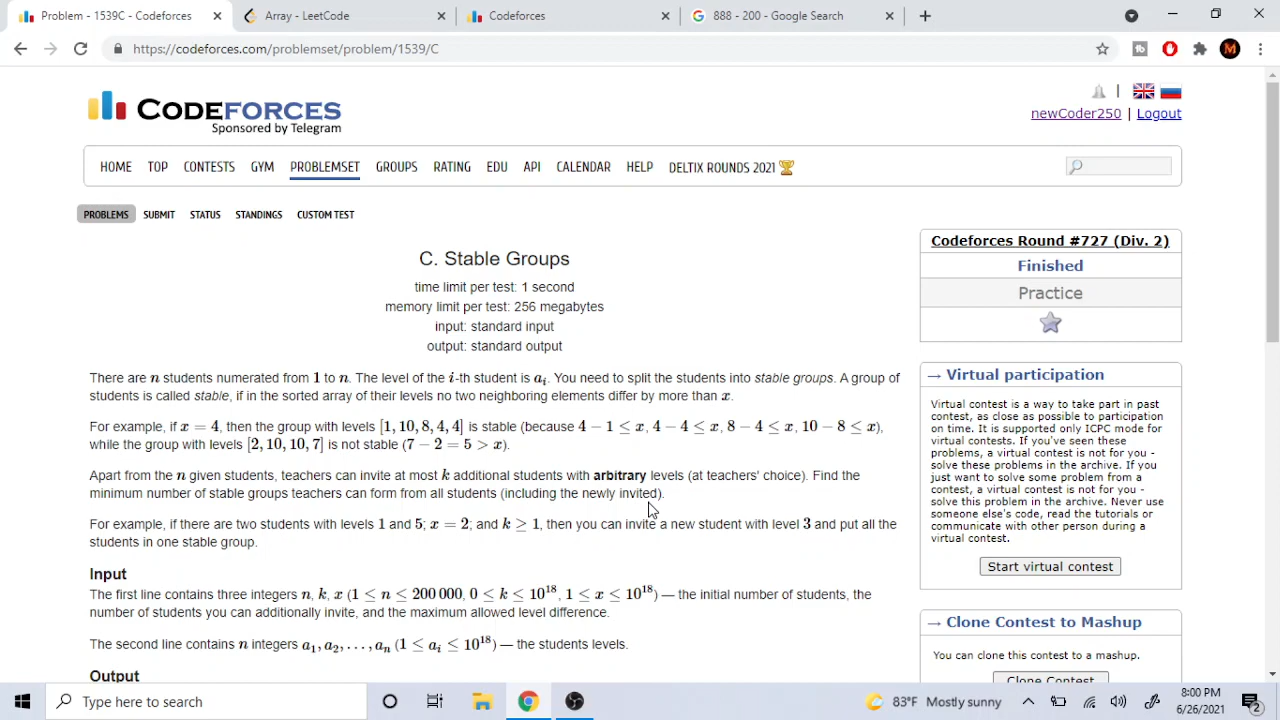 Problem - 1539C - Codeforces
Array - LeetCode
Codeforces
888 - 200 - Google Search
https://codeforces.com/problemset/problem/1539/C
M
CODEFORCES
Sponsored by Telegram
newCoder250 | Logout
HOME TOP CONTESTS GYM PROBLEMSET GROUPS RATING EDU API CALENDAR HELP DELTIX ROUNDS 2021
PROBLEMS SUBMIT STATUS STANDINGS CUSTOM TEST
C. Stable Groups
time limit per test: 1 second
memory limit per test: 256 megabytes
input: standard input
output: standard output
There are n students numerated from 1 to n. The level of the i-th student is aᵢ. You need to split the students into stable groups. A group of
students is called stable, if in the sorted array of their levels no two neighboring elements differ by more than x.
For example, if x = 4, then the group with levels [1, 10, 8, 4, 4] is stable (because 4 − 1 ≤ x, 4 − 4 ≤ x, 8 − 4 ≤ x, 10 − 8 ≤ x),
while the group with levels [2, 10, 10, 7] is not stable (7 − 2 = 5 > x).
Apart from the n given students, teachers can invite at most k additional students with arbitrary levels (at teachers' choice). Find the
minimum number of stable groups teachers can form from all students (including the newly invited).
For example, if there are two students with levels 1 and 5; x = 2; and k ≥ 1, then you can invite a new student with level 3 and put all the
students in one stable group.
Input
The first line contains three integers n, k, x (1 ≤ n ≤ 200 000, 0 ≤ k ≤ 10¹⁸, 1 ≤ x ≤ 10¹⁸) — the initial number of students, the
number of students you can additionally invite, and the maximum allowed level difference.
The second line contains n integers a₁, a₂, …, aₙ (1 ≤ aᵢ ≤ 10¹⁸) — the students levels.
Output
Codeforces Round #727 (Div. 2)
Finished
Practice
→ Virtual participation
Virtual contest is a way to take part in past
contest, as close as possible to participation
on time. It is supported only ICPC mode for
virtual contests. If you've seen these
problems, a virtual contest is not for you -
solve these problems in the archive. If you
just want to solve some problem from a
contest, a virtual contest is not for you -
solve this problem in the archive. Never use
someone else's code, read the tutorials or
communicate with other person during a
virtual contest.
Start virtual contest
→ Clone Contest to Mashup
You can clone this contest to a mashup.
Clone Contest
Type here to search
83°F Mostly sunny
8:00 PM
6/26/2021
2